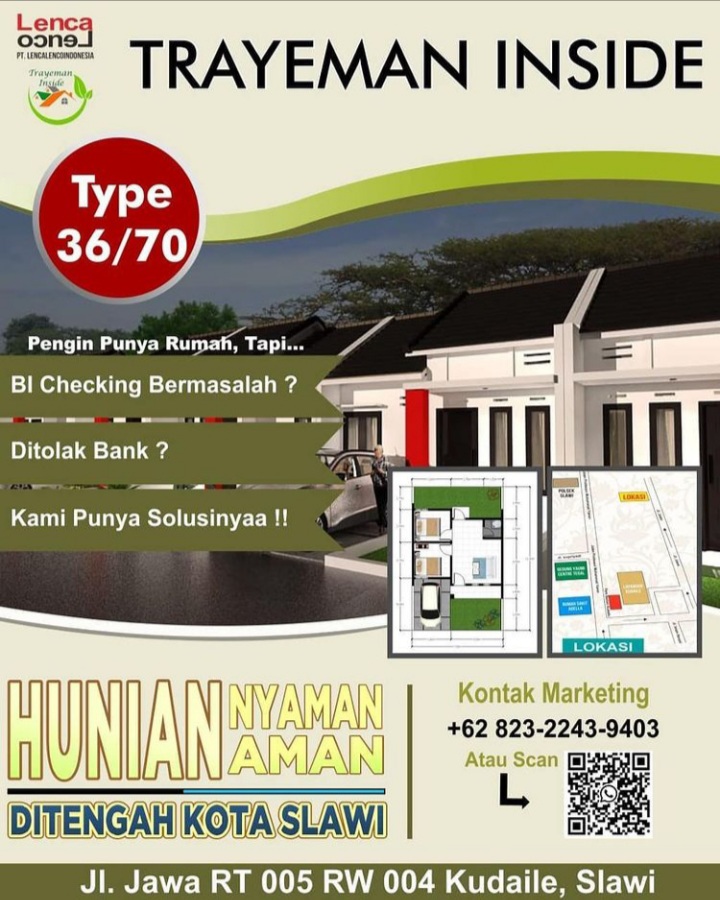 Lenca
Lenco
PT. LENCALENCOINDONESIA
Trayeman
Inside
TRAYEMAN INSIDE
Type
36/70
Pengin Punya Rumah, Tapi...
BI Checking Bermasalah ?
Ditolak Bank ?
Kami Punya Solusinyaa !!
POLSEK
SLAWI
LOKASI
LOKASI
HUNIAN NYAMAN
AMAN
DITENGAH KOTA SLAWI
Kontak Marketing
+62 823-2243-9403
Atau Scan
Jl. Jawa RT 005 RW 004 Kudaile, Slawi